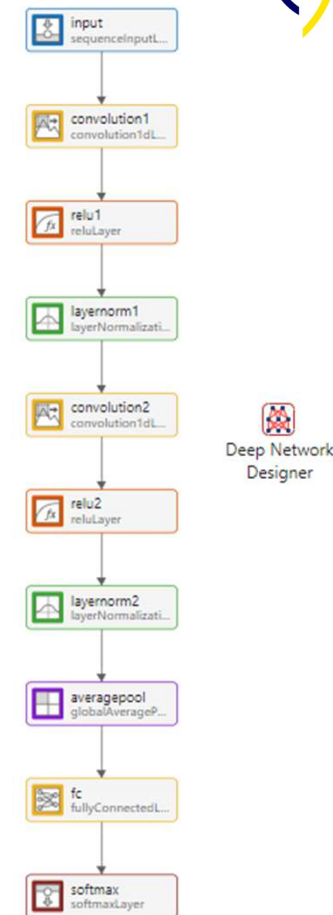 input
sequenceInputL...
convolution1
convolution1dL...
relu1
reluLayer
layernorm1
layerNormalizati...
convolution2
convolution1dL...
relu2
reluLayer
layernorm2
layerNormalizati...
averagepool
globalAverageP...
fc
fullyConnectedL...
softmax
softmaxLayer
Deep Network
Designer